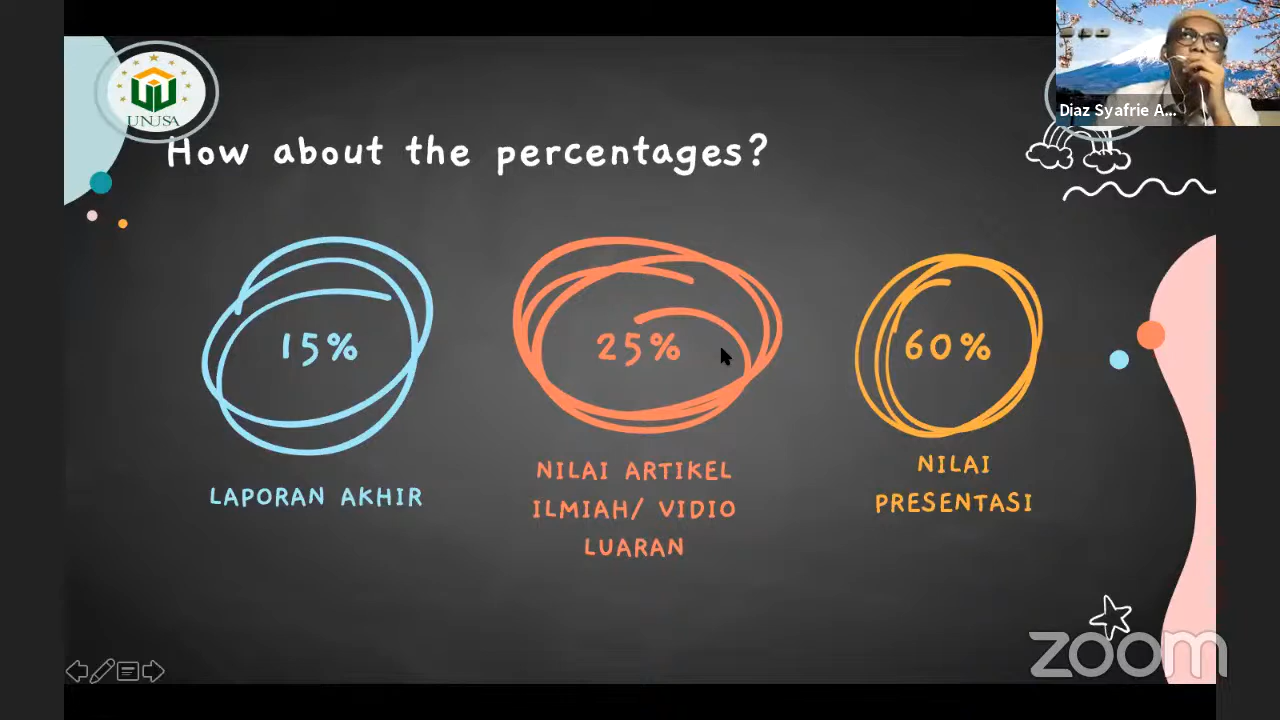 UNUSA
Diaz Syafrie A...
How about the percentages?
15%
25%
60%
LAPORAN AKHIR
NILAI ARTIKEL
ILMIAH/ VIDIO
LUARAN
NILAI
PRESENTASI
zoom